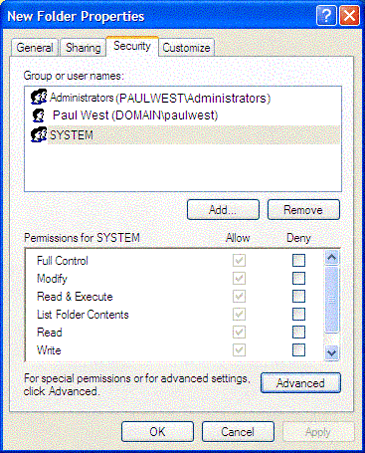 New Folder Properties
General Sharing Security Customize
Group or user names:
Administrators (PAULWEST\Administrators)
Paul West (DOMAIN\paulwest)
SYSTEM
Add... Remove
Permissions for SYSTEM Allow Deny
Full Control
Modify
Read & Execute
List Folder Contents
Read
Write
For special permissions or for advanced settings,
click Advanced.
Advanced
OK Cancel Apply